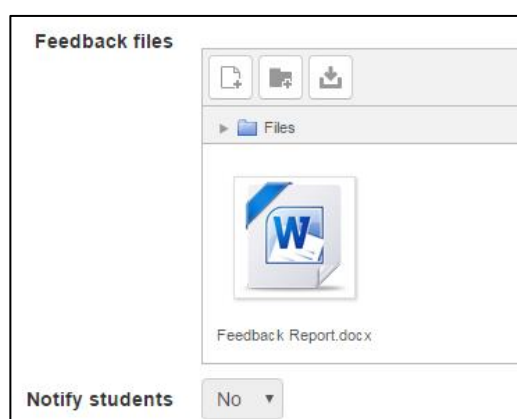 Feedback files
Files
W
Feedback Report.docx
Notify students No